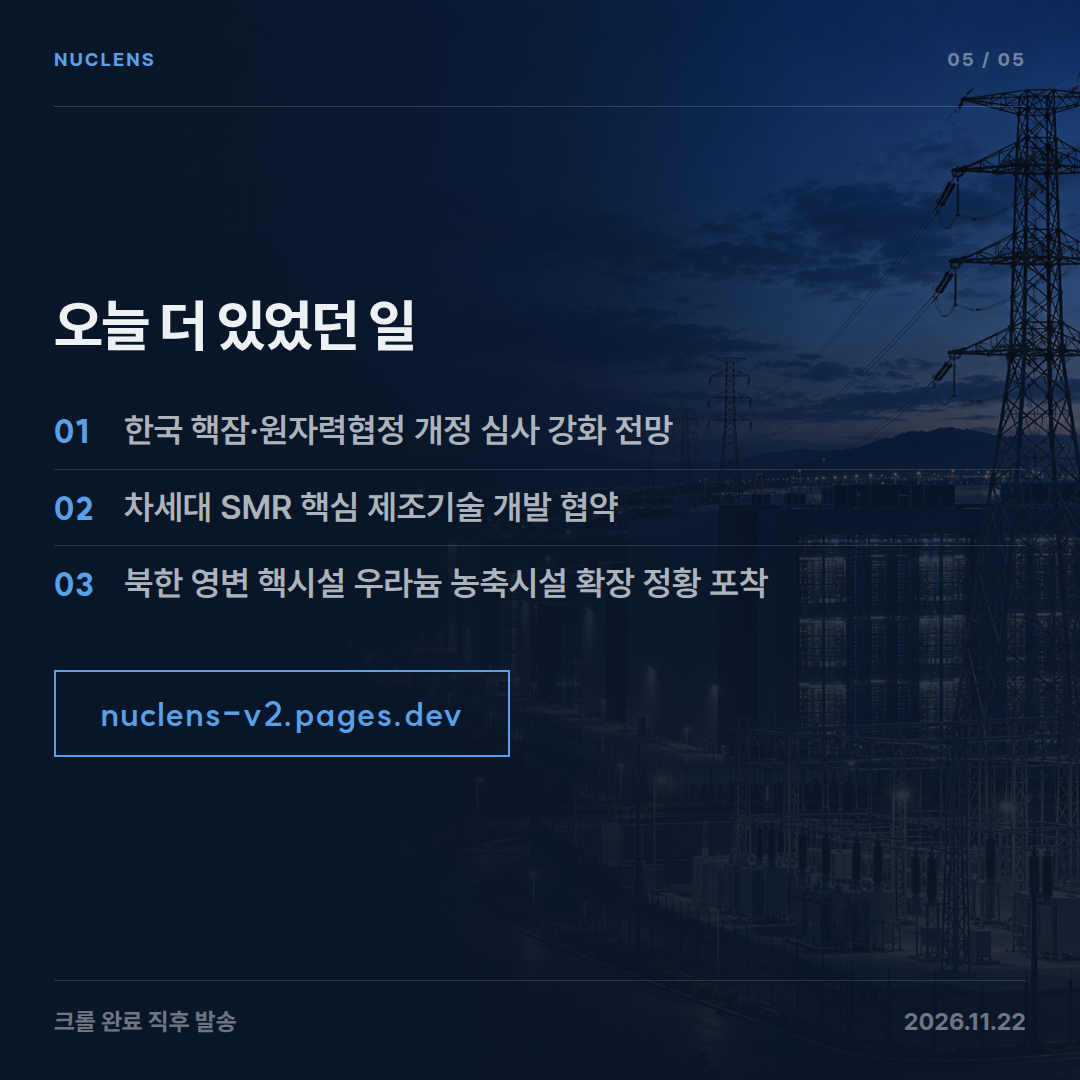 NUCLENS
05 / 05
오늘 더 있었던 일
01 한국 핵잠·원자력협정 개정 심사 강화 전망
02 차세대 SMR 핵심 제조기술 개발 협약
03 북한 영변 핵시설 우라늄 농축시설 확장 정황 포착
nuclens-v2.pages.dev
크롤 완료 직후 발송
2026.11.22